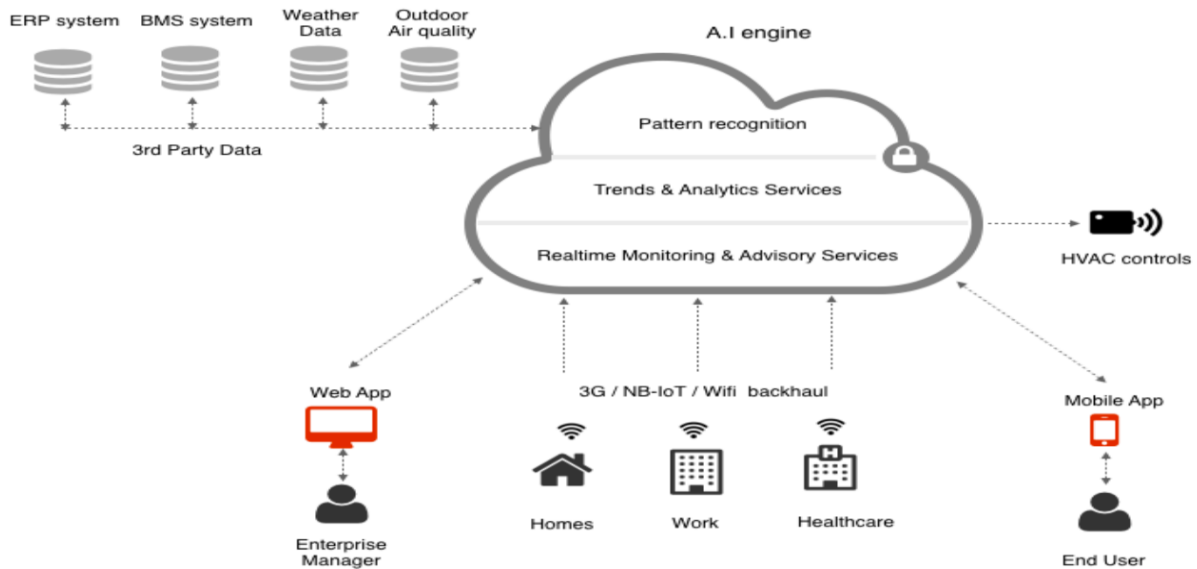 ERP system
BMS system
Weather
Data
Outdoor
Air quality
A.I engine
3rd Party Data
Pattern recognition
Trends & Analytics Services
Realtime Monitoring & Advisory Services
HVAC controls
Web App
3G / NB-IoT / Wifi backhaul
Mobile App
H
Homes
Work
Healthcare
Enterprise
Manager
End User